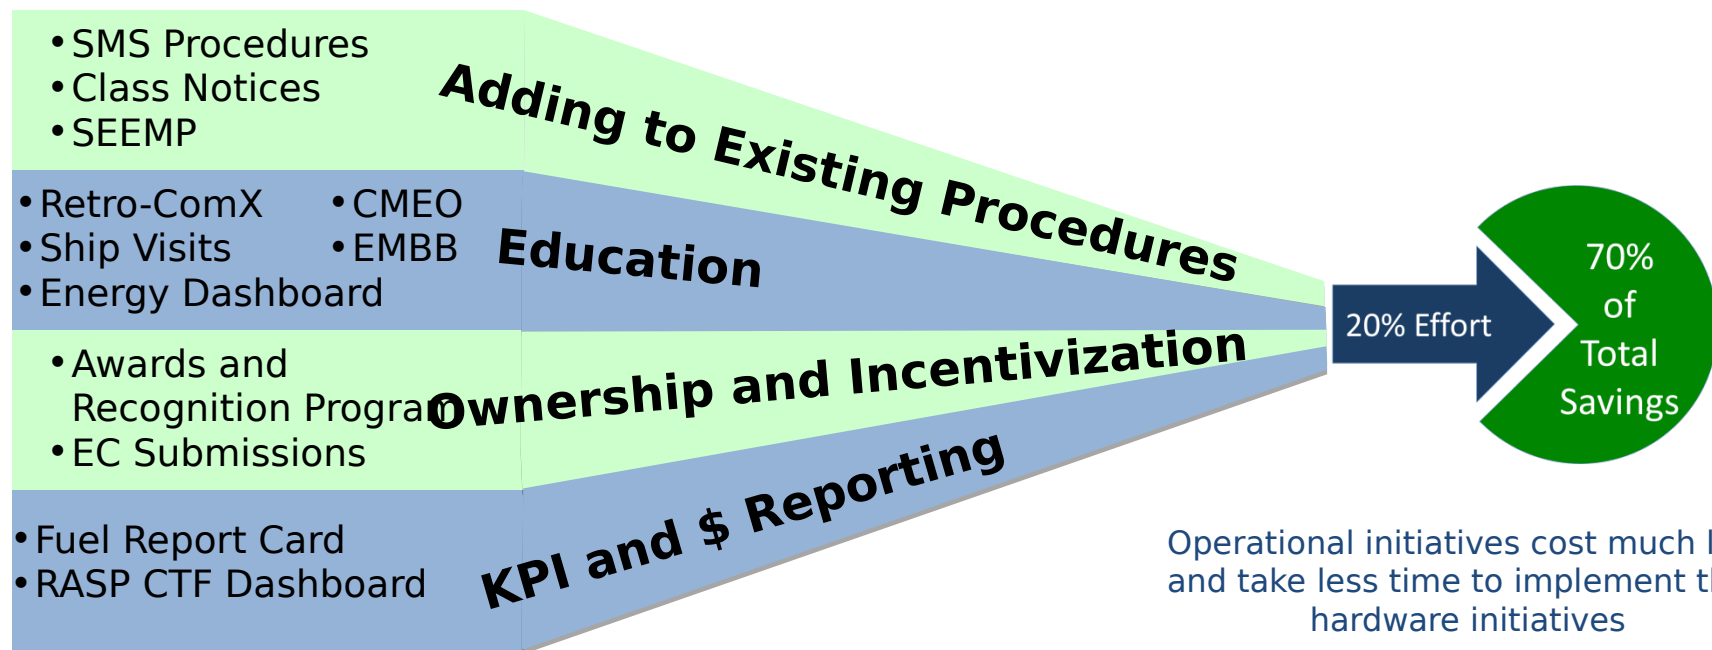 • SMS Procedures
• Class Notices
• SEEMP
Adding to Existing Procedures
• Retro-ComX • CMEO
• Ship Visits • EMBB
• Energy Dashboard
Education
• Awards and
Recognition Program
• EC Submissions
Ownership and Incentivization
• Fuel Report Card
• RASP CTF Dashboard
KPI and $ Reporting
20% Effort
70%
of
Total
Savings
Operational initiatives cost much
and take less time to implement
hardware initiatives